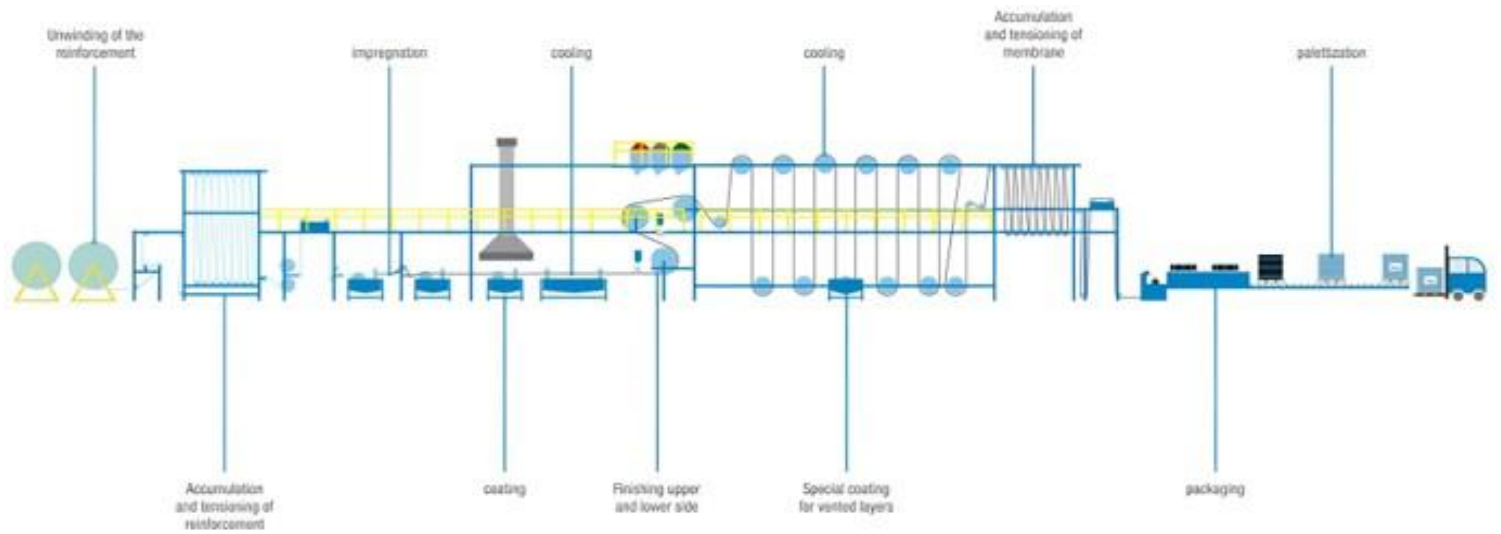 Unwinding of the
reinforcement
impregnation
cooling
cooling
Accumulation
and tensioning of
membrane
paletization
Accumulation
and tensioning of
reinforcement
coating
Finishing upper
and lower side
Special coating
for vented layers
packaging